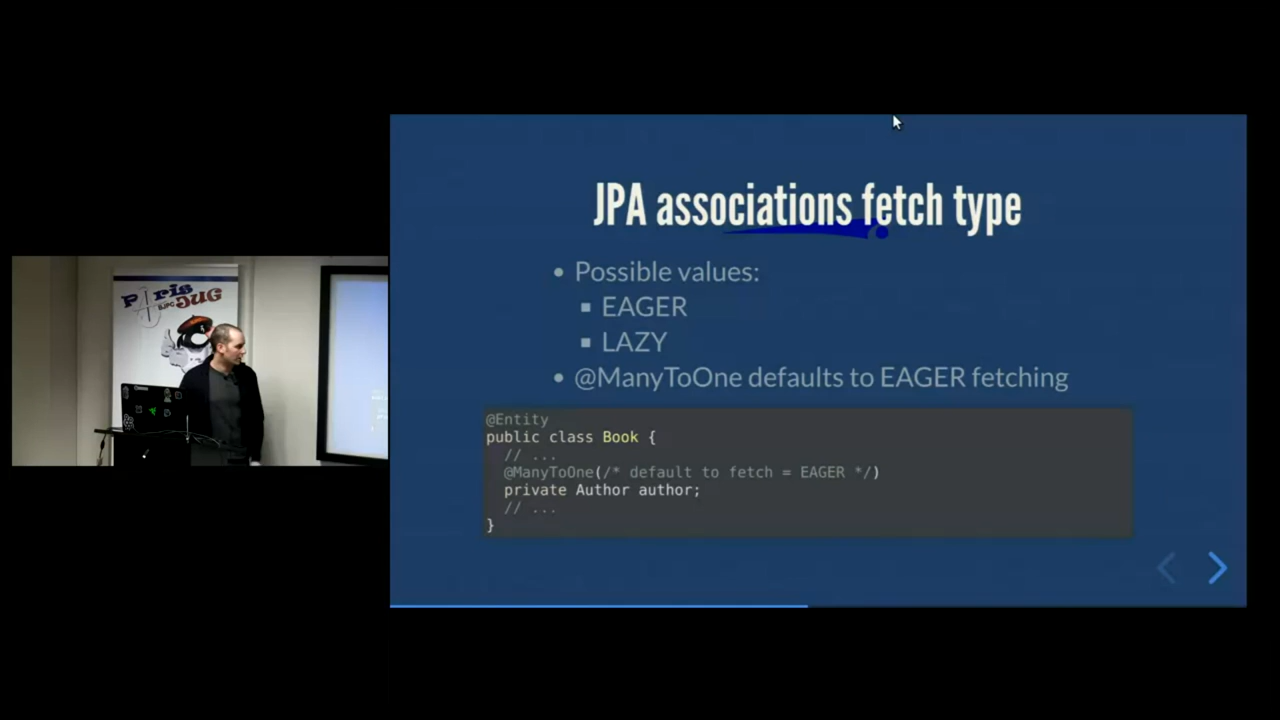 Paris
JUG
JPA associations fetch type
Possible values:
EAGER
LAZY
@ManyToOne defaults to EAGER fetching
@Entity
public class Book {
// ...
@ManyToOne(/* default to fetch = EAGER */)
private Author author;
// ...
}